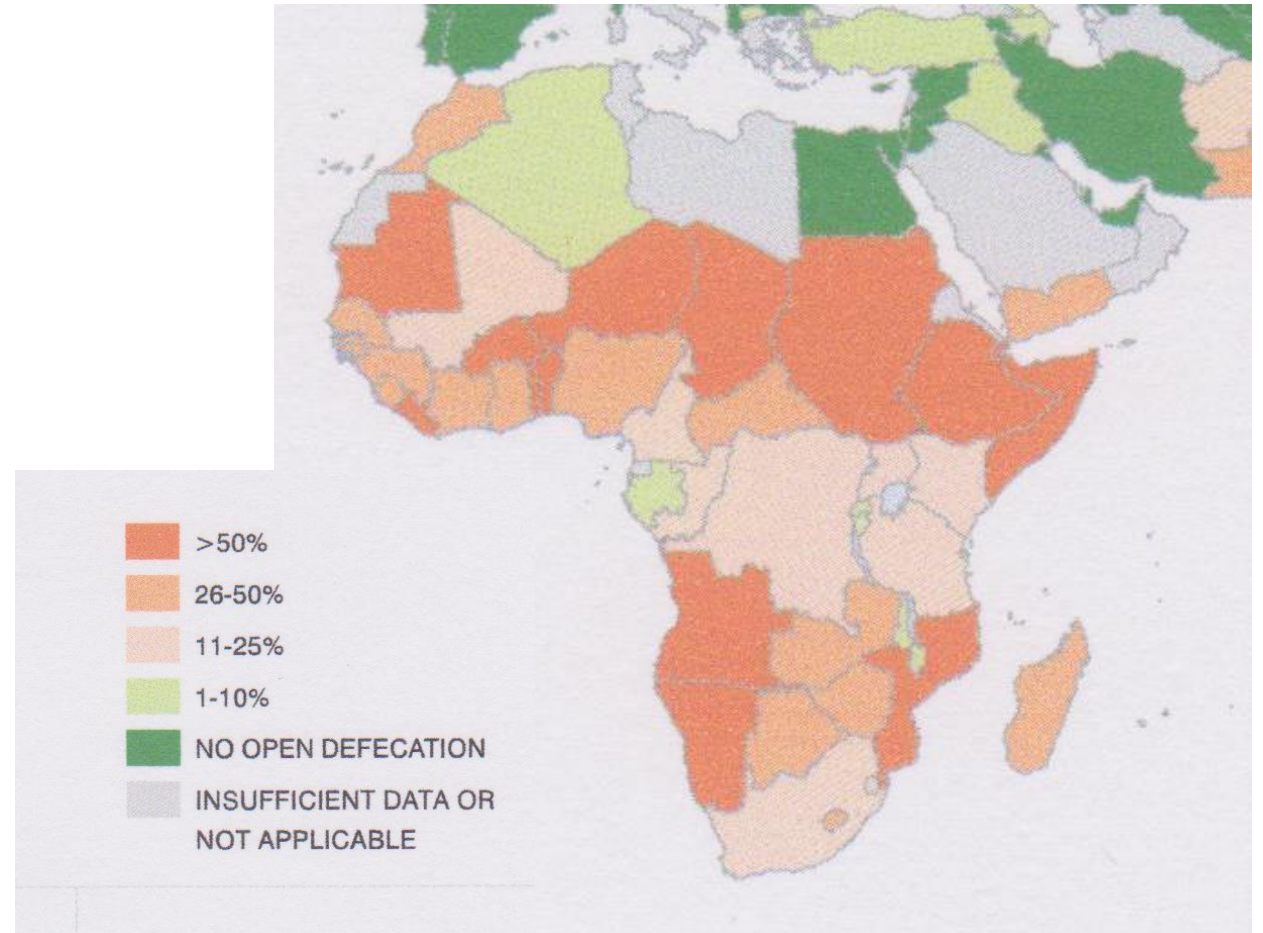 >50%
26-50%
11-25%
1-10%
NO OPEN DEFECATION
INSUFFICIENT DATA OR
NOT APPLICABLE